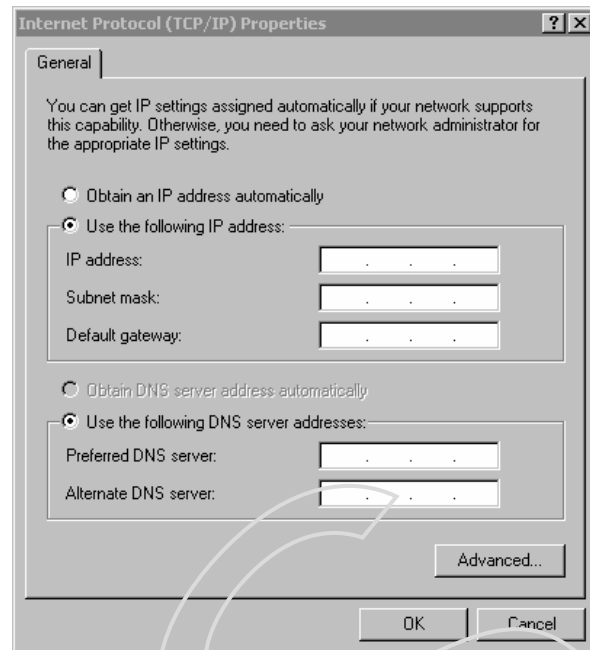 Internet Protocol (TCP/IP) Properties
General
You can get IP settings assigned automatically if your network supports
this capability. Otherwise, you need to ask your network administrator for
the appropriate IP settings.
Obtain an IP address automatically
Use the following IP address:
IP address:
Subnet mask:
Default gateway:
Obtain DNS server address automatically
Use the following DNS server addresses:
Preferred DNS server:
Alternate DNS server:
Advanced...
OK Cancel